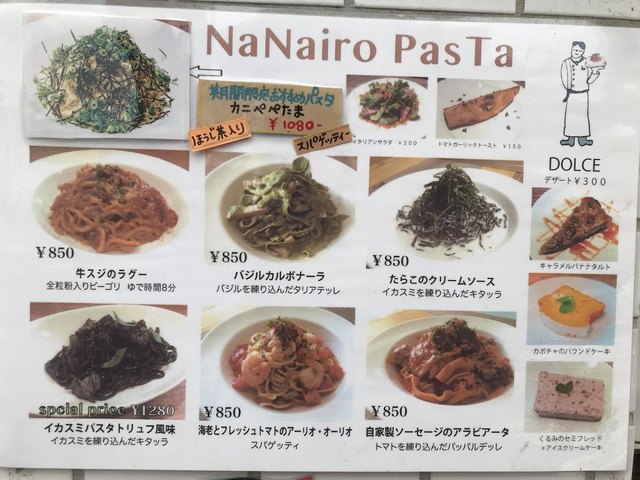 NaNairo PasTa
期間限定おすすめパスタ
カニペペたま
¥1080-
ほうじ茶入り
スパゲッティー
イタリアンサラダ ¥300
トマトガーリックトースト ¥150
DOLCE
デザート¥300
¥850
牛スジのラグー
全粒粉入りビーゴリ ゆで時間8分
¥850
バジルカルボナーラ
バジルを練り込んだタリアテッレ
¥850
たらこのクリームソース
イカスミを練り込んだキタッラ
キャラメルバナナタルト
カボチャのパウンドケーキ
spcial price ¥1280
イカスミパスタトリュフ風味
イカスミを練り込んだキタッラ
¥850
海老とフレッシュトマトのアーリオ・オーリオ
スパゲッティ
¥850
自家製ソーセージのアラビアータ
トマトを練り込んだパッパルデッレ
くるみのセミフレッド
※アイスクリームケーキ